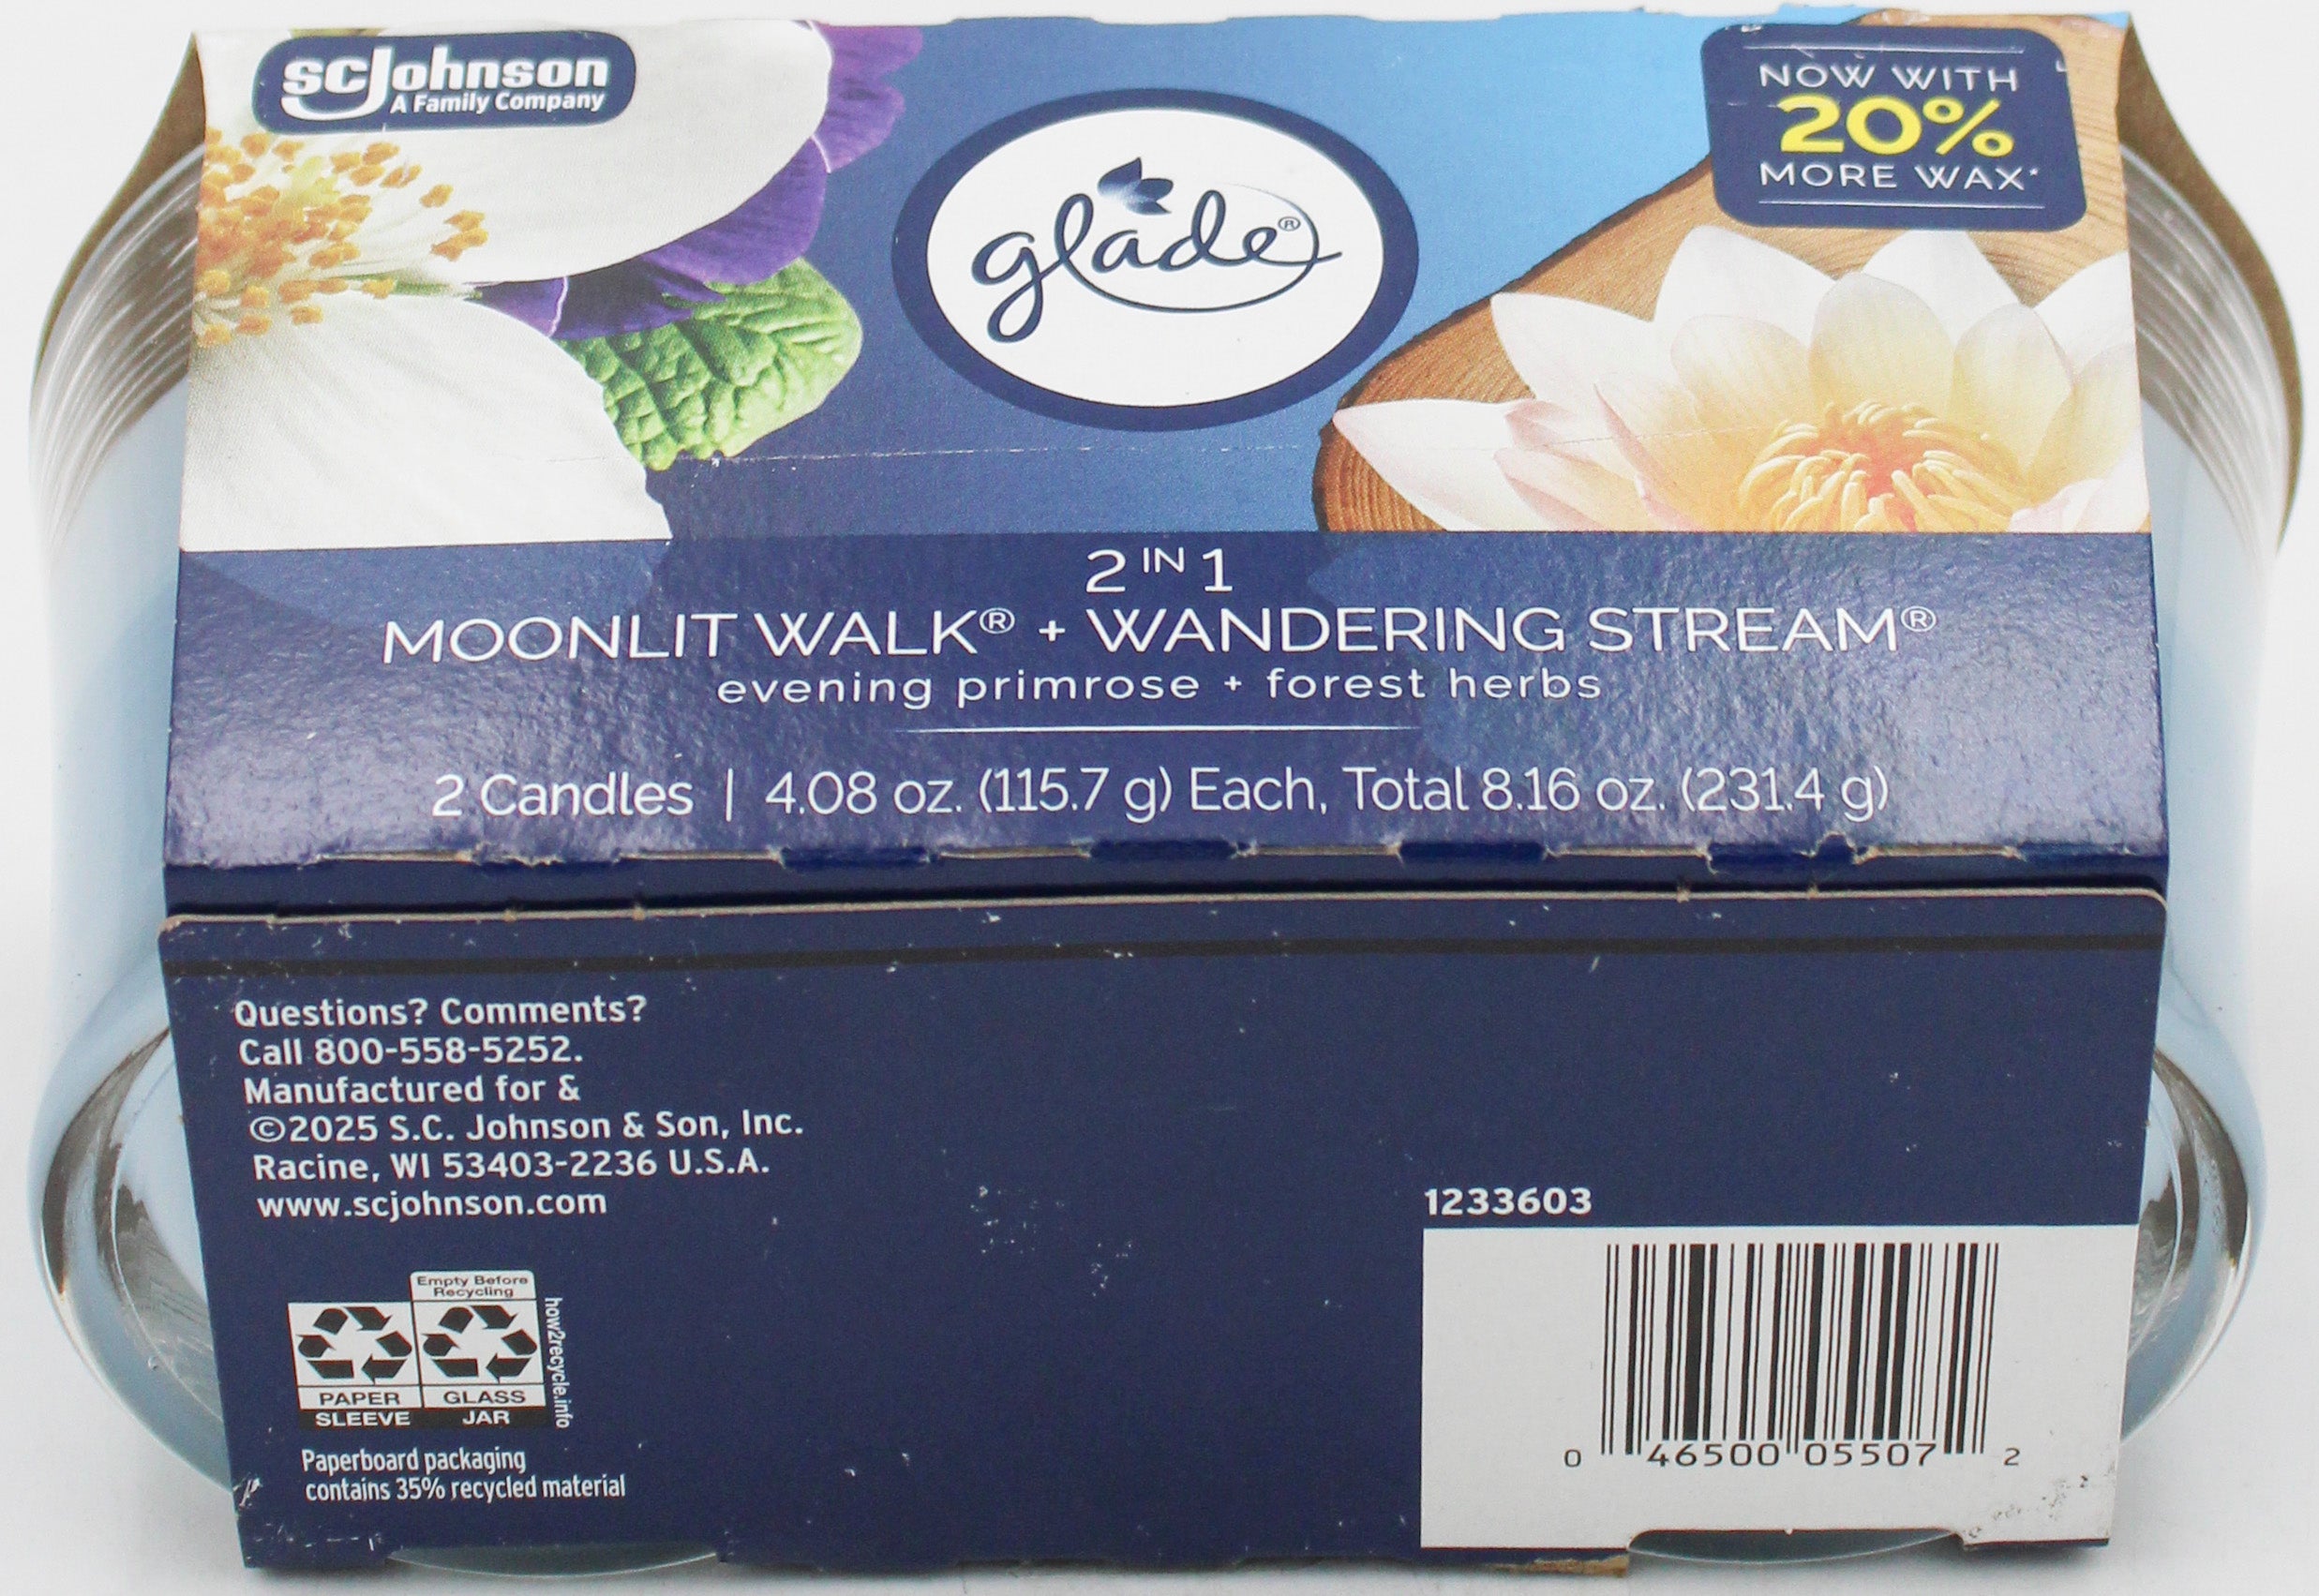 scJohnson
A Family Company
NOW WITH
20%
MORE WAX*
glade®
2 IN 1
MOONLIT WALK® + WANDERING STREAM®
evening primrose + forest herbs
2 Candles | 4.08 oz. (115.7 g) Each, Total 8.16 oz. (231.4 g)
Questions? Comments?
Call 800-558-5252.
Manufactured for &
©2025 S.C. Johnson & Son, Inc.
Racine, WI 53403-2236 U.S.A.
www.scjohnson.com
Empty Before
Recycling
PAPER
SLEEVE
GLASS
JAR
how2recycle.info
Paperboard packaging
contains 35% recycled material
1233603
0 46500 05507 2